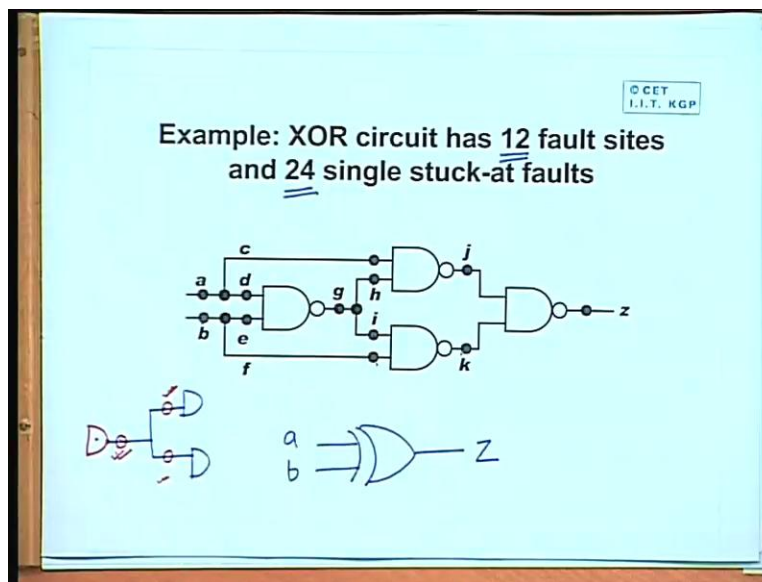 © CET
I.I.T. KGP
Example: XOR circuit has 12 fault sites
and 24 single stuck-at faults
c
j
a
d
g
h
z
b
e
i
f
k
a
b
Z